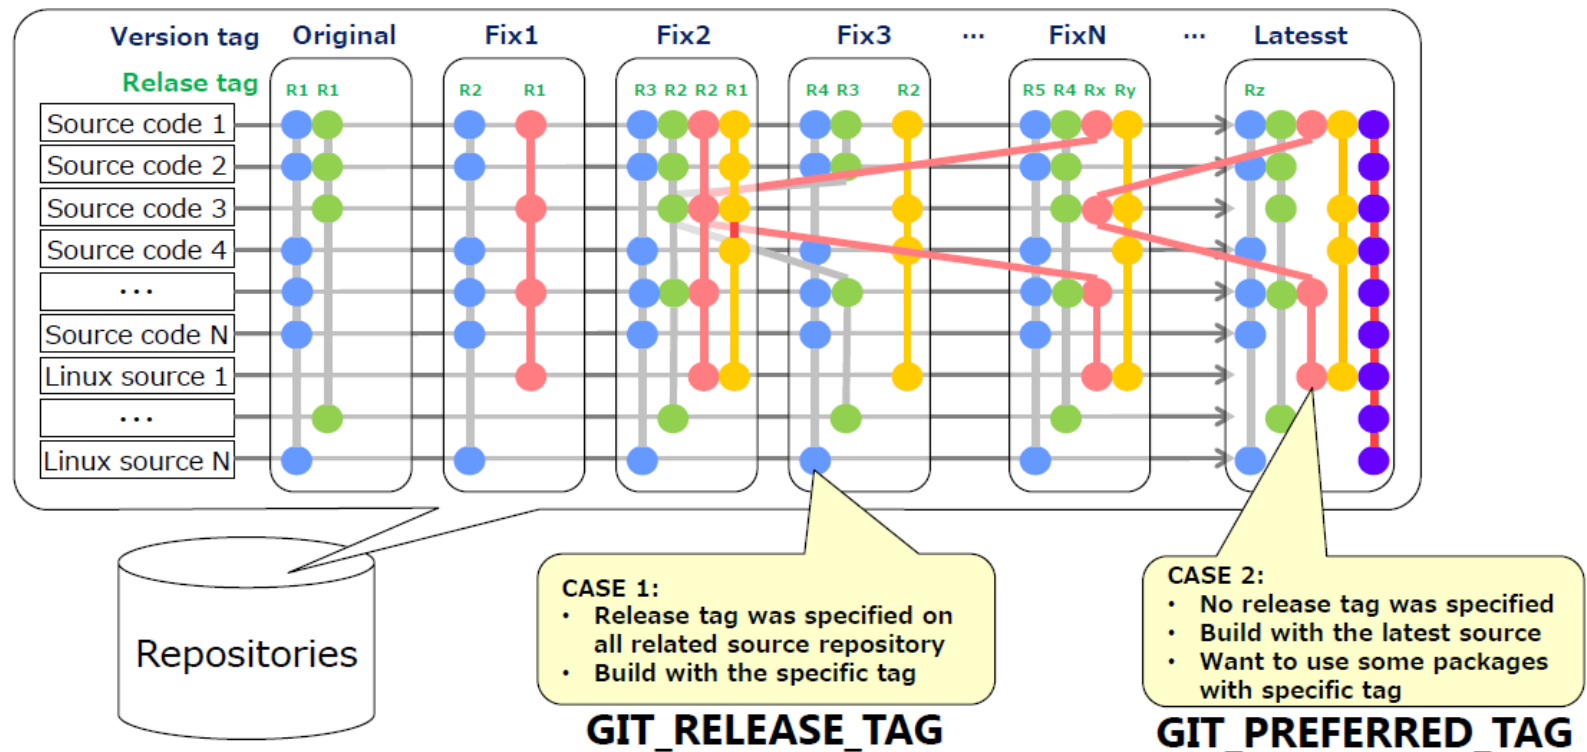 Version tag Original Fix1 Fix2 Fix3 ... FixN ... Latesst
Relase tag R1 R1 R2 R1 R3 R2 R2 R1 R4 R3 R2 R5 R4 Rx Ry Rz
Source code 1
Source code 2
Source code 3
Source code 4
...
Source code N
Linux source 1
...
Linux source N
Repositories
CASE 1:
• Release tag was specified on
all related source repository
• Build with the specific tag
GIT_RELEASE_TAG
CASE 2:
• No release tag was specified
• Build with the latest source
• Want to use some packages
with specific tag
GIT_PREFERRED_TAG